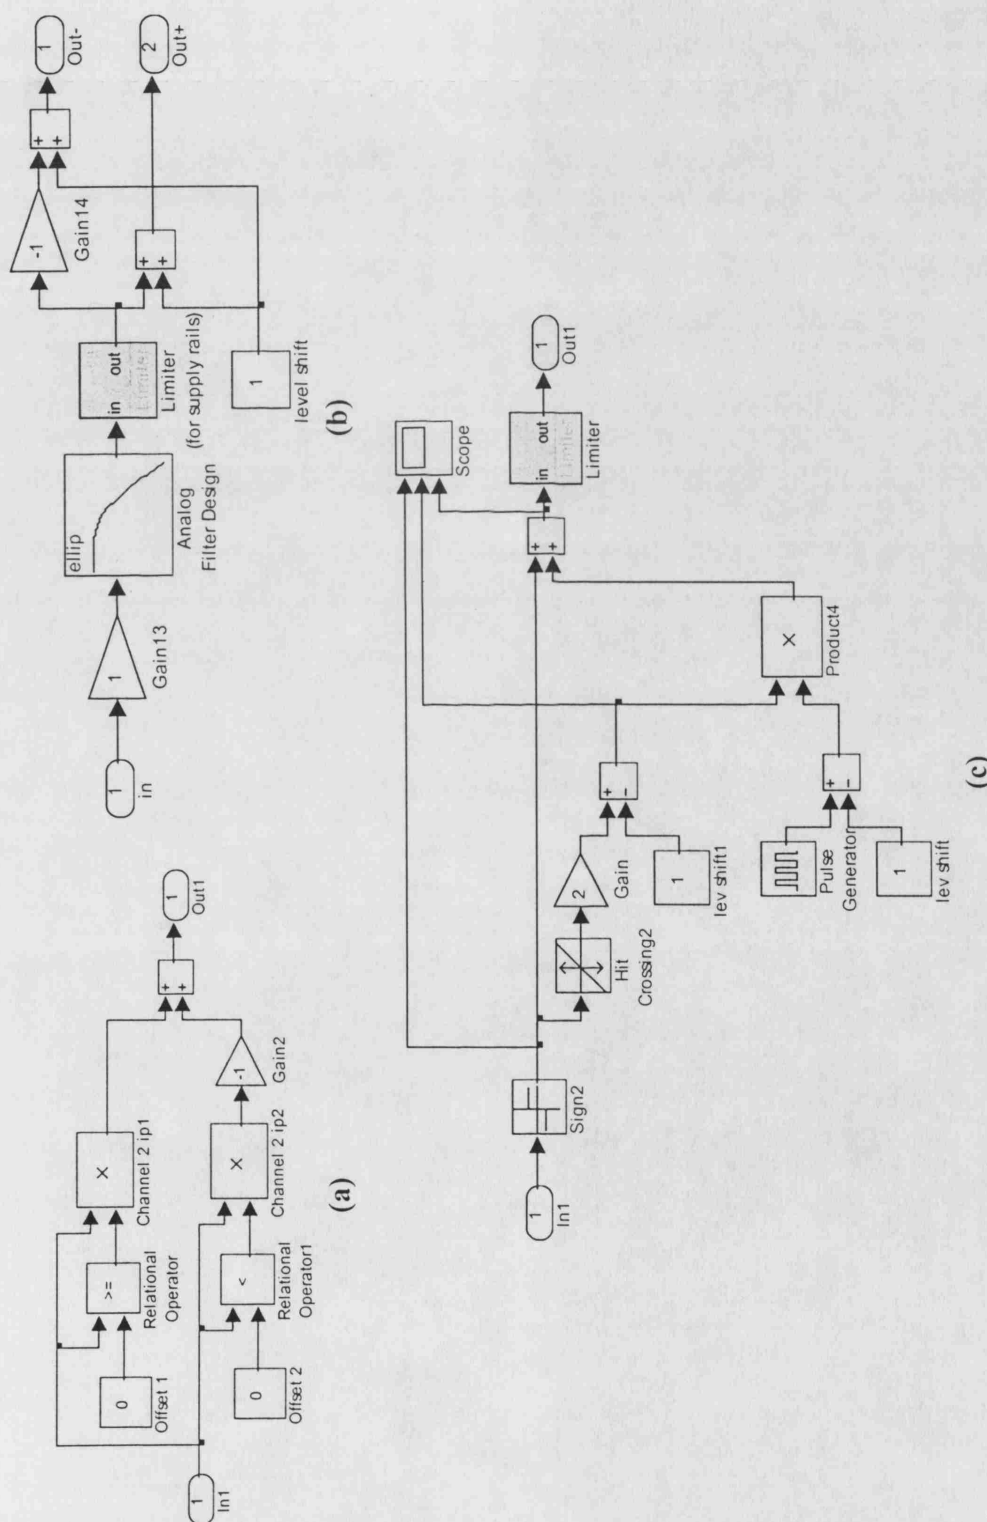 1
In1
0
Offset 1
>=
Relational
Operator
×
Channel 2 ip1
0
Offset 2
<
Relational
Operator1
×
Channel 2 ip2
-1
Gain2
+
+
1
Out1
(a)
1
in
1
Gain13
ellip
Analog
Filter Design
in out
Limiter
Limiter
(for supply rails)
1
level shift
-1
Gain14
+
+
1
Out-
+
+
2
Out+
(b)
1
In1
Sign2
Hit
Crossing2
2
Gain
1
lev shift1
+
−
Pulse
Generator
1
lev shift
+
−
×
Product4
+
+
Scope
in out
Limiter
Limiter
1
Out1
(c)